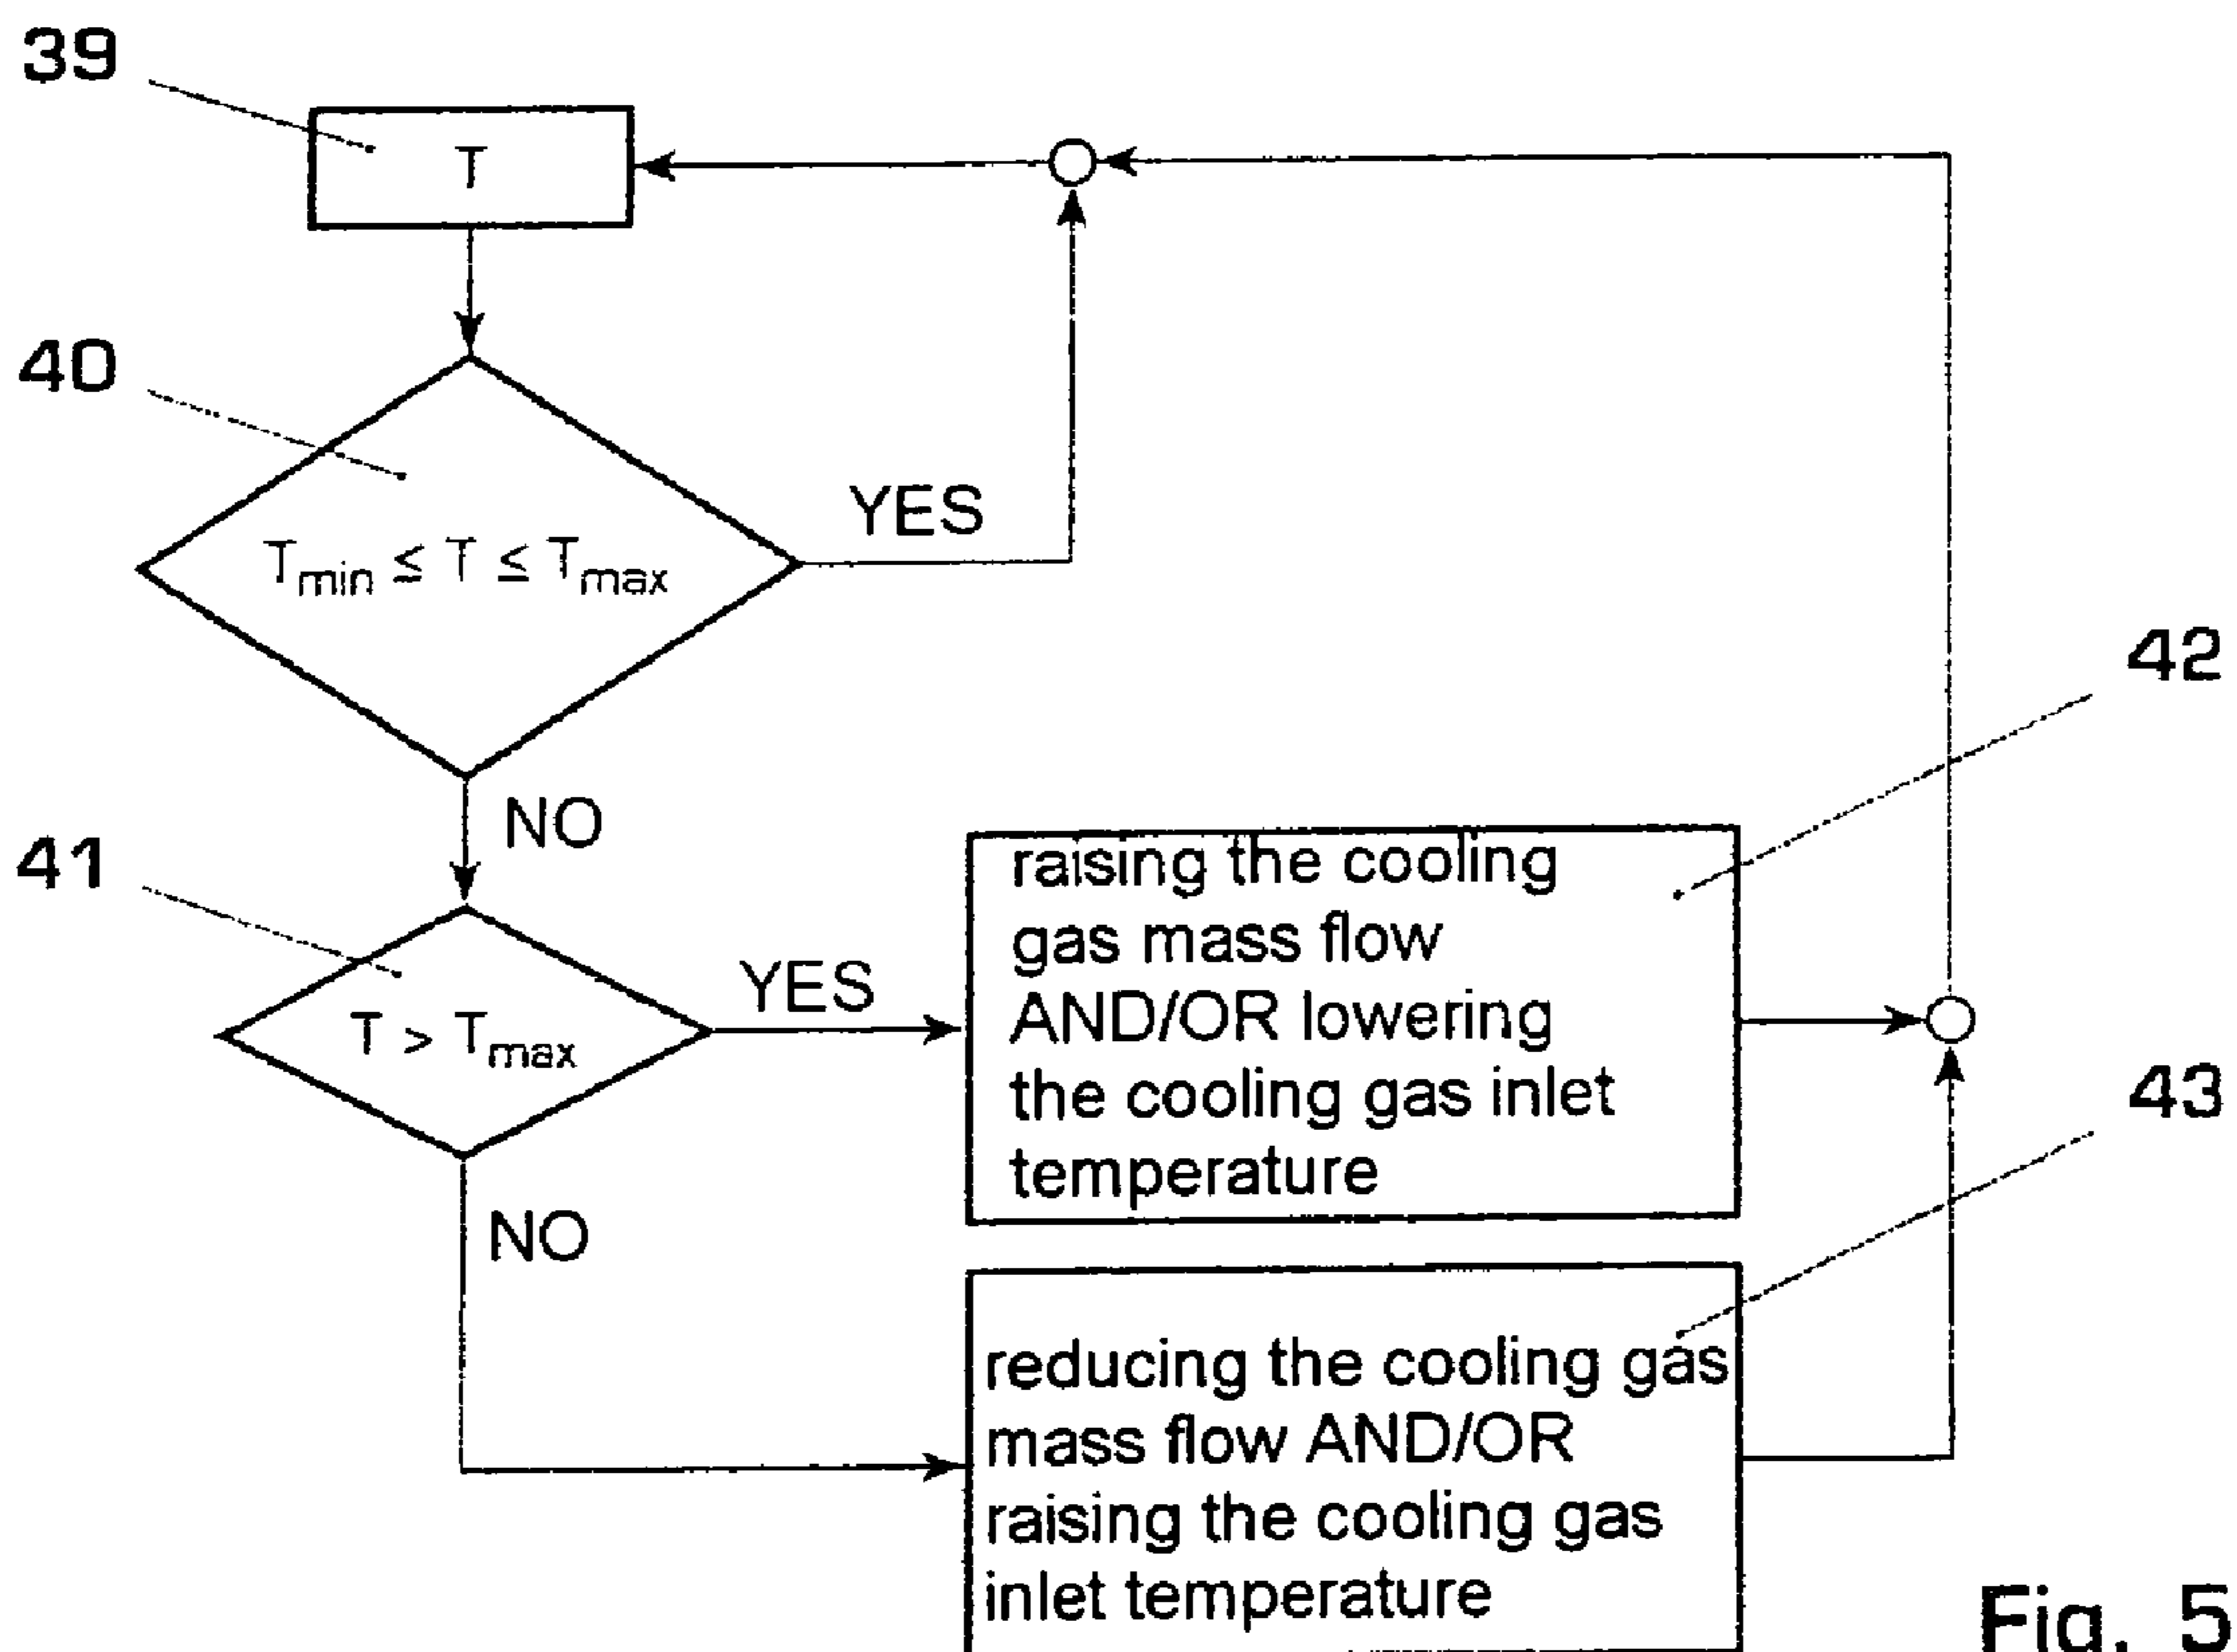 39
T
40
Tmin ≤ T ≤ Tmax
YES
NO
41
T > Tmax
YES
NO
42
raising the cooling
gas mass flow
AND/OR lowering
the cooling gas inlet
temperature
43
reducing the cooling gas
mass flow AND/OR
raising the cooling gas
inlet temperature
Fig. 5